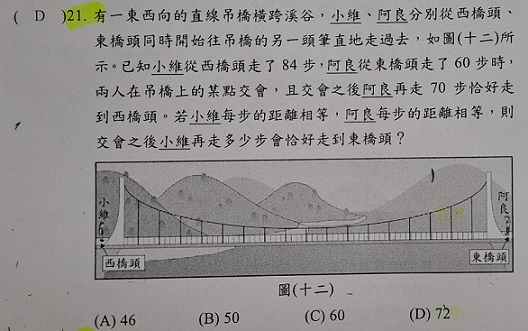 ( D )21. 有一東西向的直線吊橋橫跨溪谷，小維、阿良分別從西橋頭、
東橋頭同時開始往吊橋的另一頭筆直地走過去，如圖(十二)所
示。已知小維從西橋頭走了 84 步，阿良從東橋頭走了 60 步時，
兩人在吊橋上的某點交會，且交會之後阿良再走 70 步恰好走
到西橋頭。若小維每步的距離相等，阿良每步的距離相等，則
交會之後小維再走多少步會恰好走到東橋頭？
小維
阿良
西橋頭
東橋頭
圖(十二)
(A) 46 (B) 50 (C) 60 (D) 72